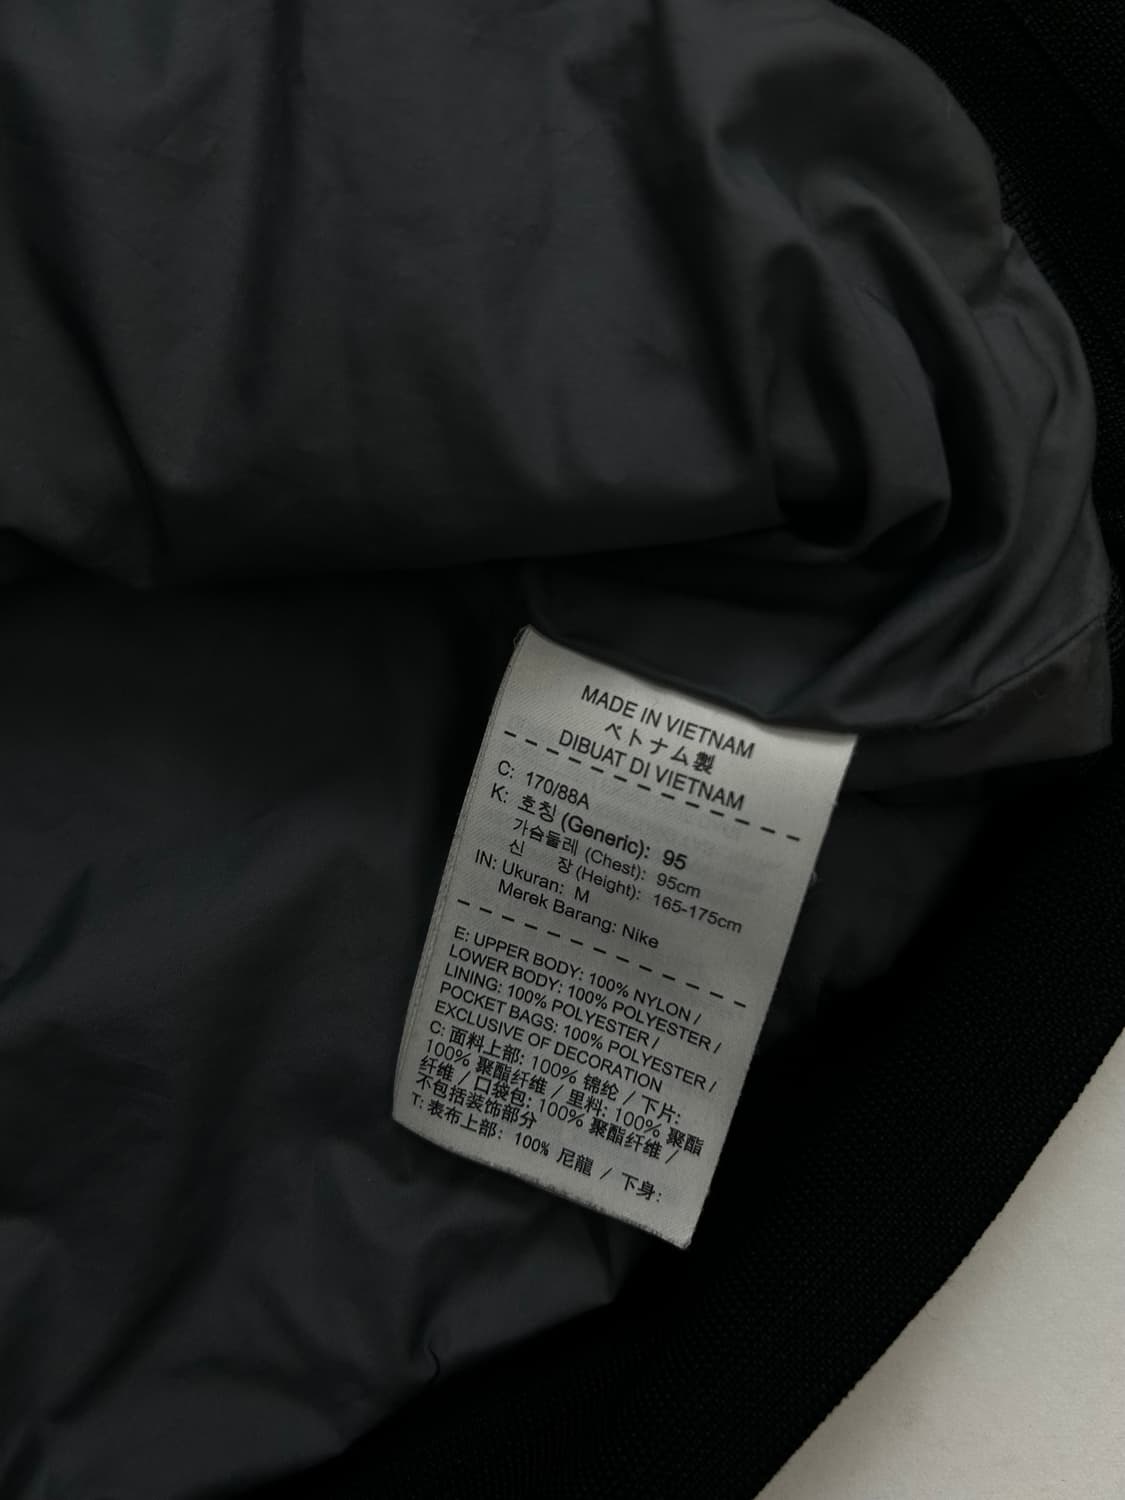 MADE IN VIETNAM
ベトナム製
DIBUAT DI VIETNAM
C: 170/88A
K: 호칭 (Generic): 95
가슴둘레 (Chest): 95cm
신 장 (Height): 165-175cm
IN: Ukuran: M
Merek Barang: Nike
E: UPPER BODY: 100% NYLON /
LOWER BODY: 100% POLYESTER /
LINING: 100% POLYESTER /
POCKET BAGS: 100% POLYESTER /
EXCLUSIVE OF DECORATION
C: 面料上部: 100% 锦纶 / 下片:
100% 聚酯纤维 / 里料: 100% 聚酯
纤维 / 口袋包: 100% 聚酯纤维 /
不包括装饰部分
T: 表布上部: 100% 尼龍 / 下身: